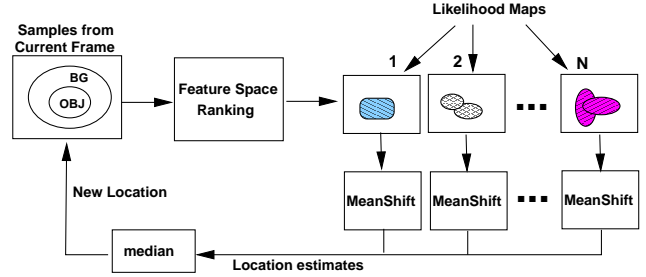 Likelihood Maps
Samples from
Current Frame
BG
OBJ
Feature Space
Ranking
1
2
N
MeanShift
MeanShift
MeanShift
New Location
median
Location estimates